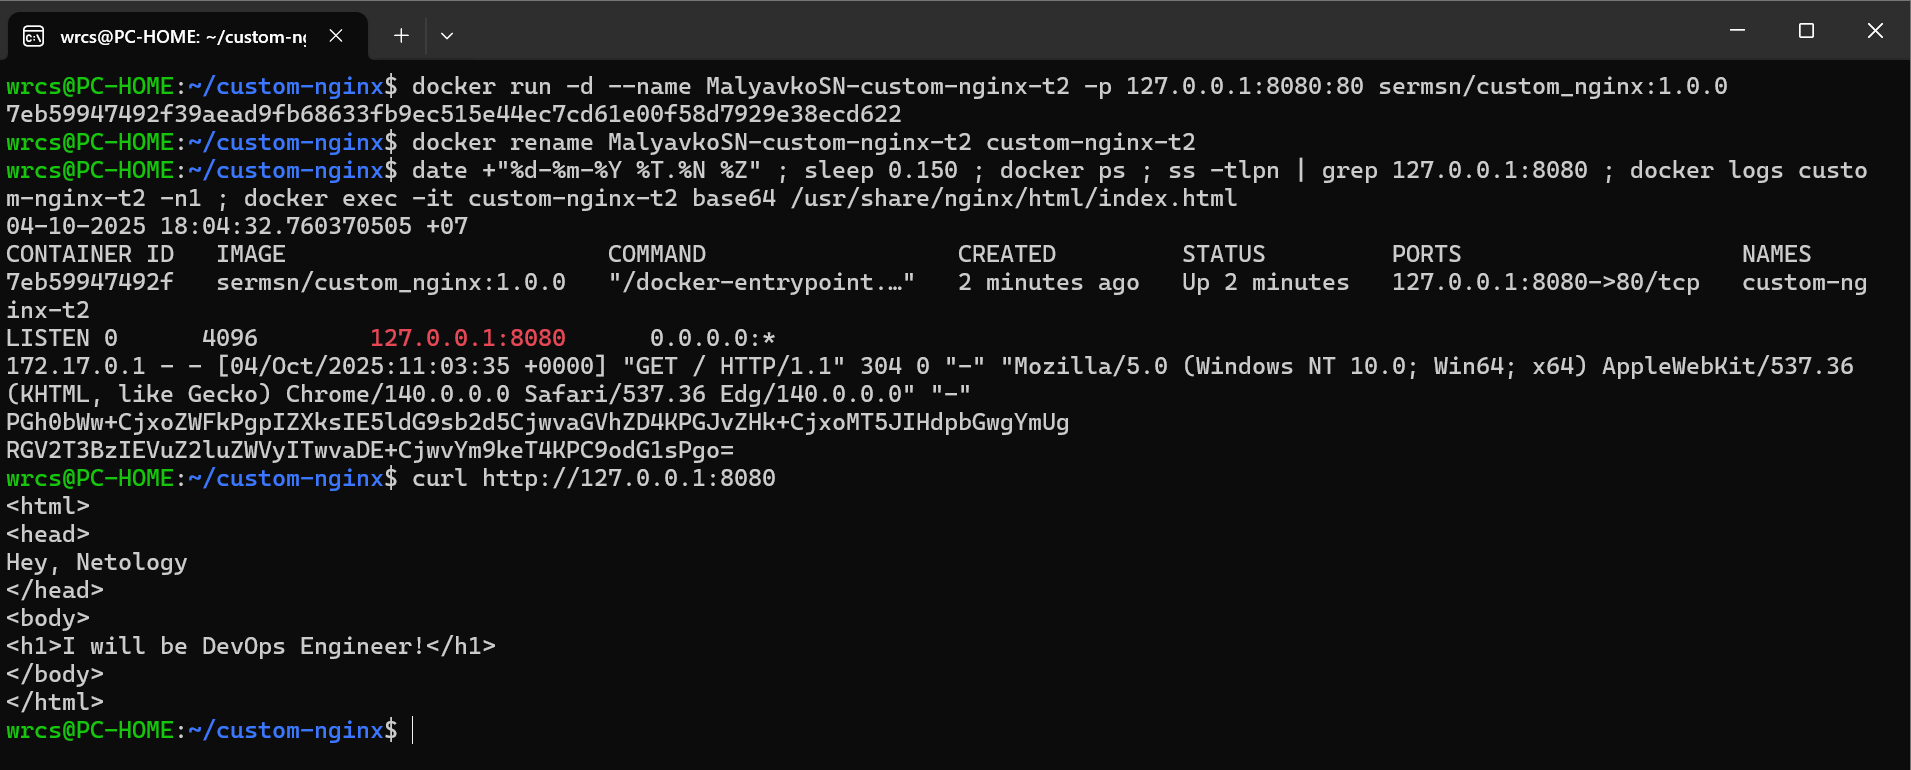 wrcs@PC-HOME: ~/custom-ng
wrcs@PC-HOME:~/custom-nginx$ docker run -d --name MalyavkoSN-custom-nginx-t2 -p 127.0.0.1:8080:80 sermsn/custom_nginx:1.0.0
7eb59947492f39aead9fb68633fb9ec515e44ec7cd61e00f58d7929e38ecd622
wrcs@PC-HOME:~/custom-nginx$ docker rename MalyavkoSN-custom-nginx-t2 custom-nginx-t2
wrcs@PC-HOME:~/custom-nginx$ date +"%d-%m-%Y %T.%N %Z" ; sleep 0.150 ; docker ps ; ss -tlpn | grep 127.0.0.1:8080 ; docker logs custo
m-nginx-t2 -n1 ; docker exec -it custom-nginx-t2 base64 /usr/share/nginx/html/index.html
04-10-2025 18:04:32.760370505 +07
CONTAINER ID   IMAGE                       COMMAND                  CREATED         STATUS         PORTS                    NAMES
7eb59947492f   sermsn/custom_nginx:1.0.0   "/docker-entrypoint.…"   2 minutes ago   Up 2 minutes   127.0.0.1:8080->80/tcp   custom-ng
inx-t2
LISTEN 0      4096        127.0.0.1:8080      0.0.0.0:*
172.17.0.1 - - [04/Oct/2025:11:03:35 +0000] "GET / HTTP/1.1" 304 0 "-" "Mozilla/5.0 (Windows NT 10.0; Win64; x64) AppleWebKit/537.36
(KHTML, like Gecko) Chrome/140.0.0.0 Safari/537.36 Edg/140.0.0.0" "-"
PGh0bWw+CjxoZWFkPgpIZXksIE5ldG9sb2d5CjwvaGVhZD4KPGJvZHk+CjxoMT5JIHdpbGwgYmUg
RGV2T3BzIEVuZ2luZWVyITwvaDE+CjwvYm9keT4KPC9odG1sPgo=
wrcs@PC-HOME:~/custom-nginx$ curl http://127.0.0.1:8080
<html>
<head>
Hey, Netology
</head>
<body>
<h1>I will be DevOps Engineer!</h1>
</body>
</html>
wrcs@PC-HOME:~/custom-nginx$